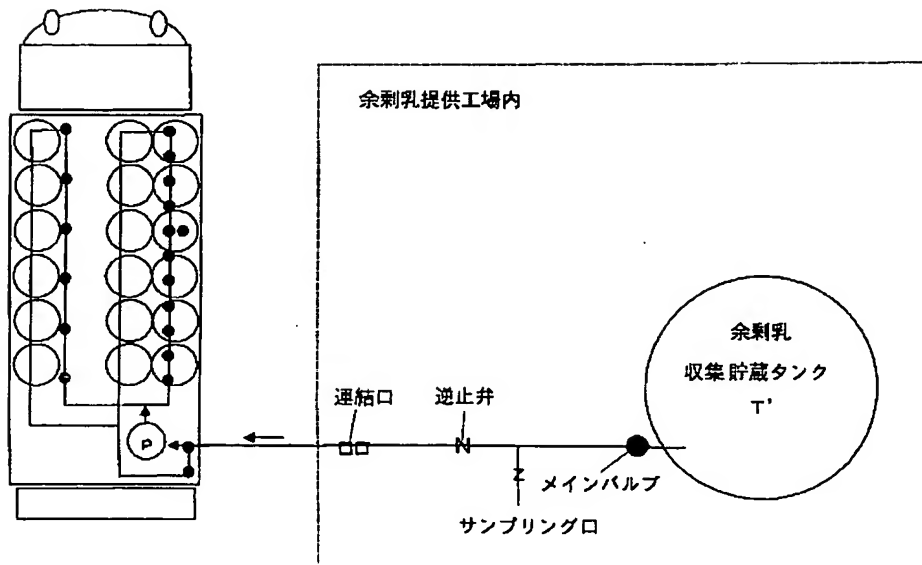 余剰乳提供工場内
余剰乳
収集貯蔵タンク
T'
連結口
逆止弁
P
メインバルブ
サンプリング口